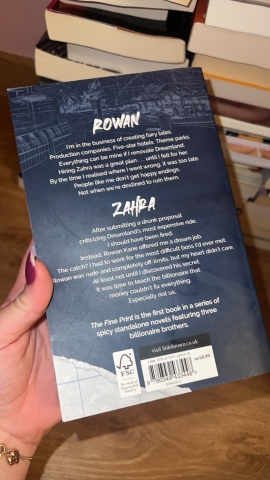 ROWAN
I'm in the business of creating fairy tales.
Production companies. Five-star hotels. Theme parks.
Everything can be mine if I renovate Dreamland.
Hiring Zahra was a great plan . . . until I fell for her.
By the time I realised where I went wrong, it was too late.
People like me don't get happy endings.
Not when we're destined to ruin them.
ZAHRA
After submitting a drunk proposal
criticizing Dreamland's most expensive ride,
I should have been fired.
Instead, Rowan Kane offered me a dream job.
The catch? I had to work for the most difficult boss I'd ever met.
Rowan was rude and completely off-limits, but my heart didn't care.
At least not until I discovered his secret.
It was time to teach the billionaire that
money couldn't fix everything.
Especially not us.
The Fine Print is the first book in a series of
spicy standalone novels featuring three
billionaire brothers.
FSC